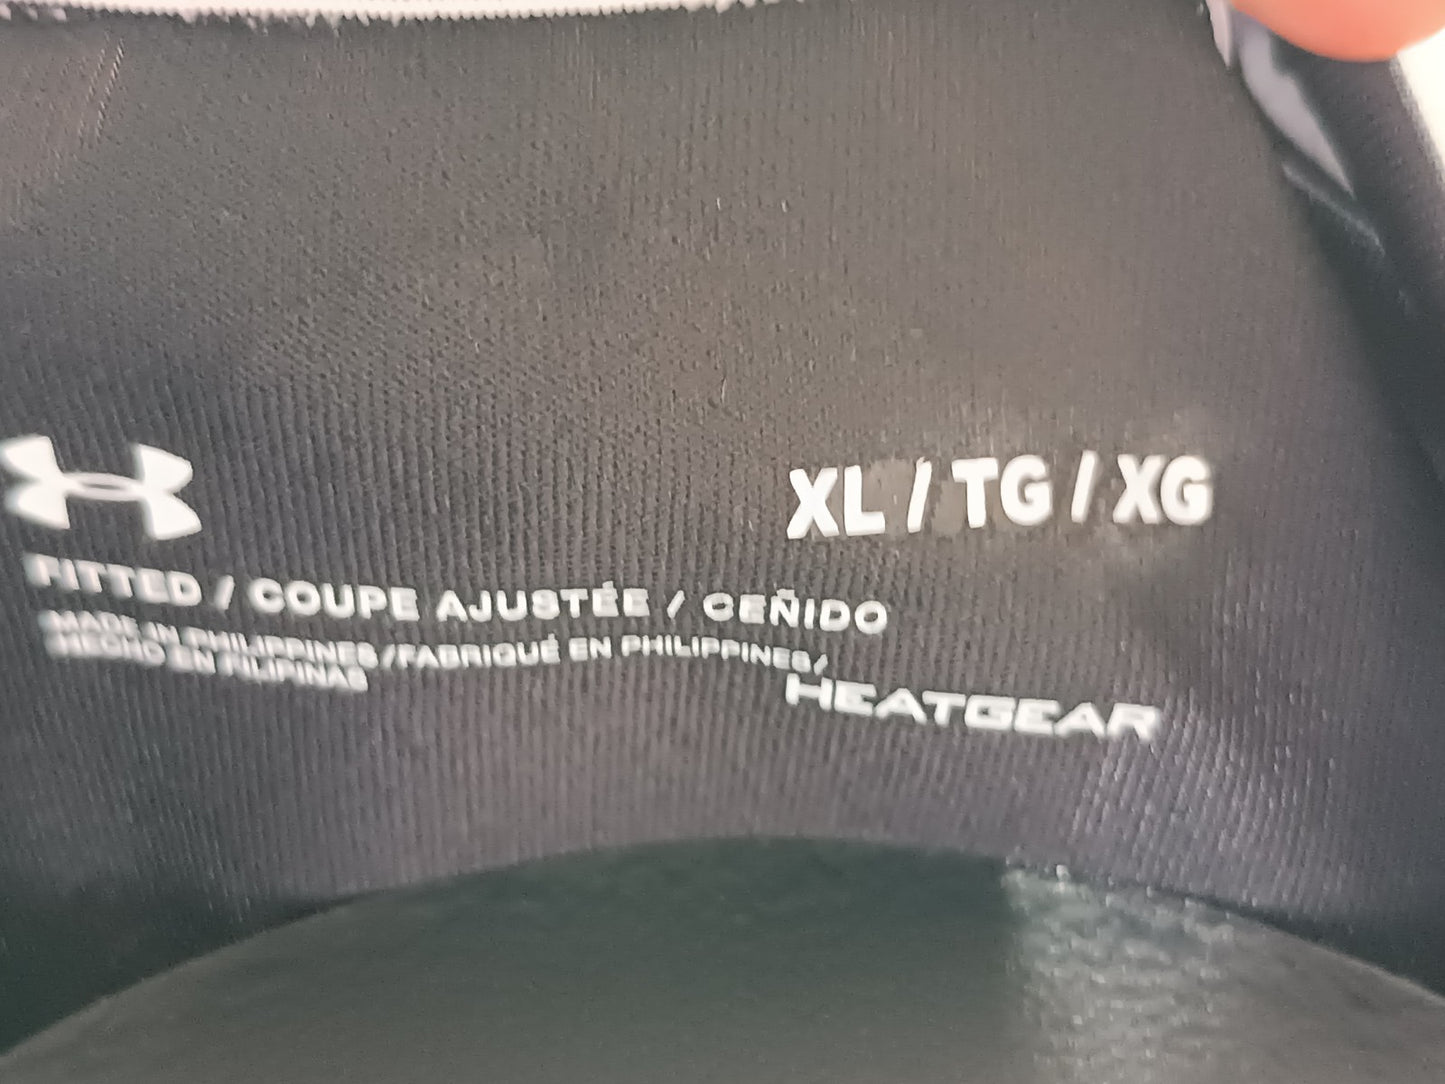 XL / TG / XG
FITTED / COUPE AJUSTÉE / CEÑIDO
MADE IN PHILIPPINES/FABRIQUÉ EN PHILIPPINES/
HECHO EN FILIPINAS
HEATGEAR